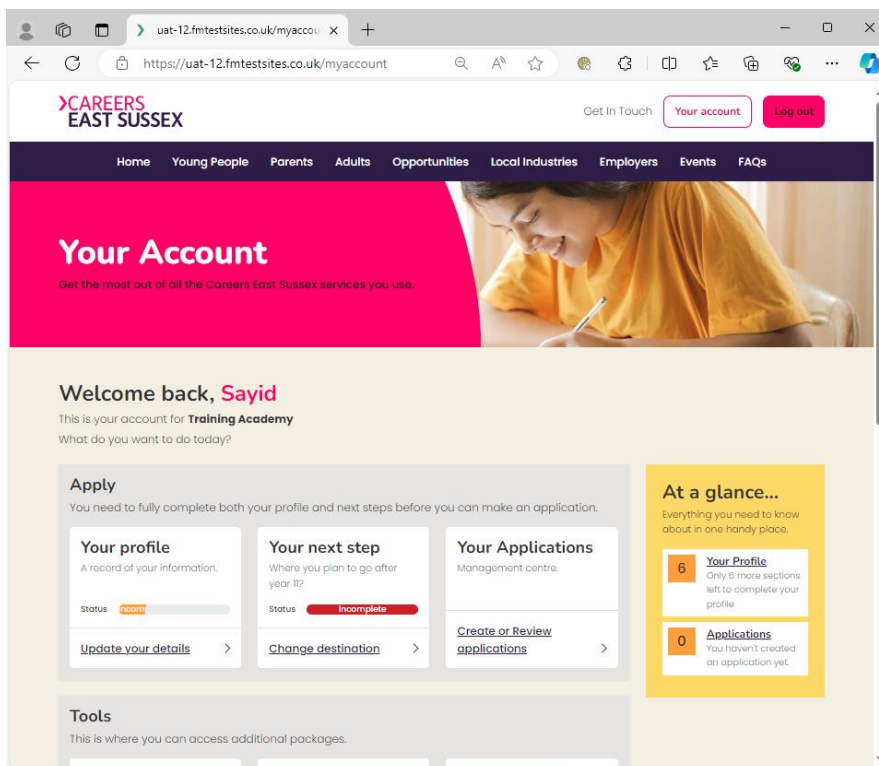 uat-12.fmtestsites.co.uk/myaccou
https://uat-12.fmtestsites.co.uk/myaccount
CAREERS
EAST SUSSEX
Get In Touch
Your account
Log out
Home Young People Parents Adults Opportunities Local Industries Employers Events FAQs
Your Account
Get the most out of all the Careers East Sussex services you use.
Welcome back, Sayid
This is your account for Training Academy
What do you want to do today?
Apply
You need to fully complete both your profile and next steps before you can make an application.
Your profile
A record of your information.
Status ncom
Update your details
Your next step
Where you plan to go after
year 11?
Status Incomplete
Change destination
Your Applications
Management centre.
Create or Review
applications
At a glance...
Everything you need to know
about in one handy place.
6
Your Profile
Only 6 more sections
left to complete your
profile
0
Applications
You haven't created
an application yet.
Tools
This is where you can access additional packages.